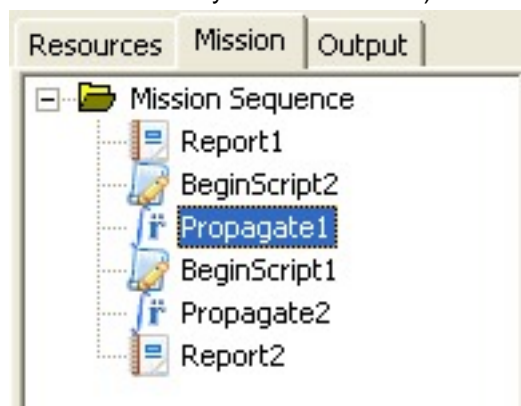 Resources Mission Output
Mission Sequence
Report1
BeginScript2
Propagate1
BeginScript1
Propagate2
Report2